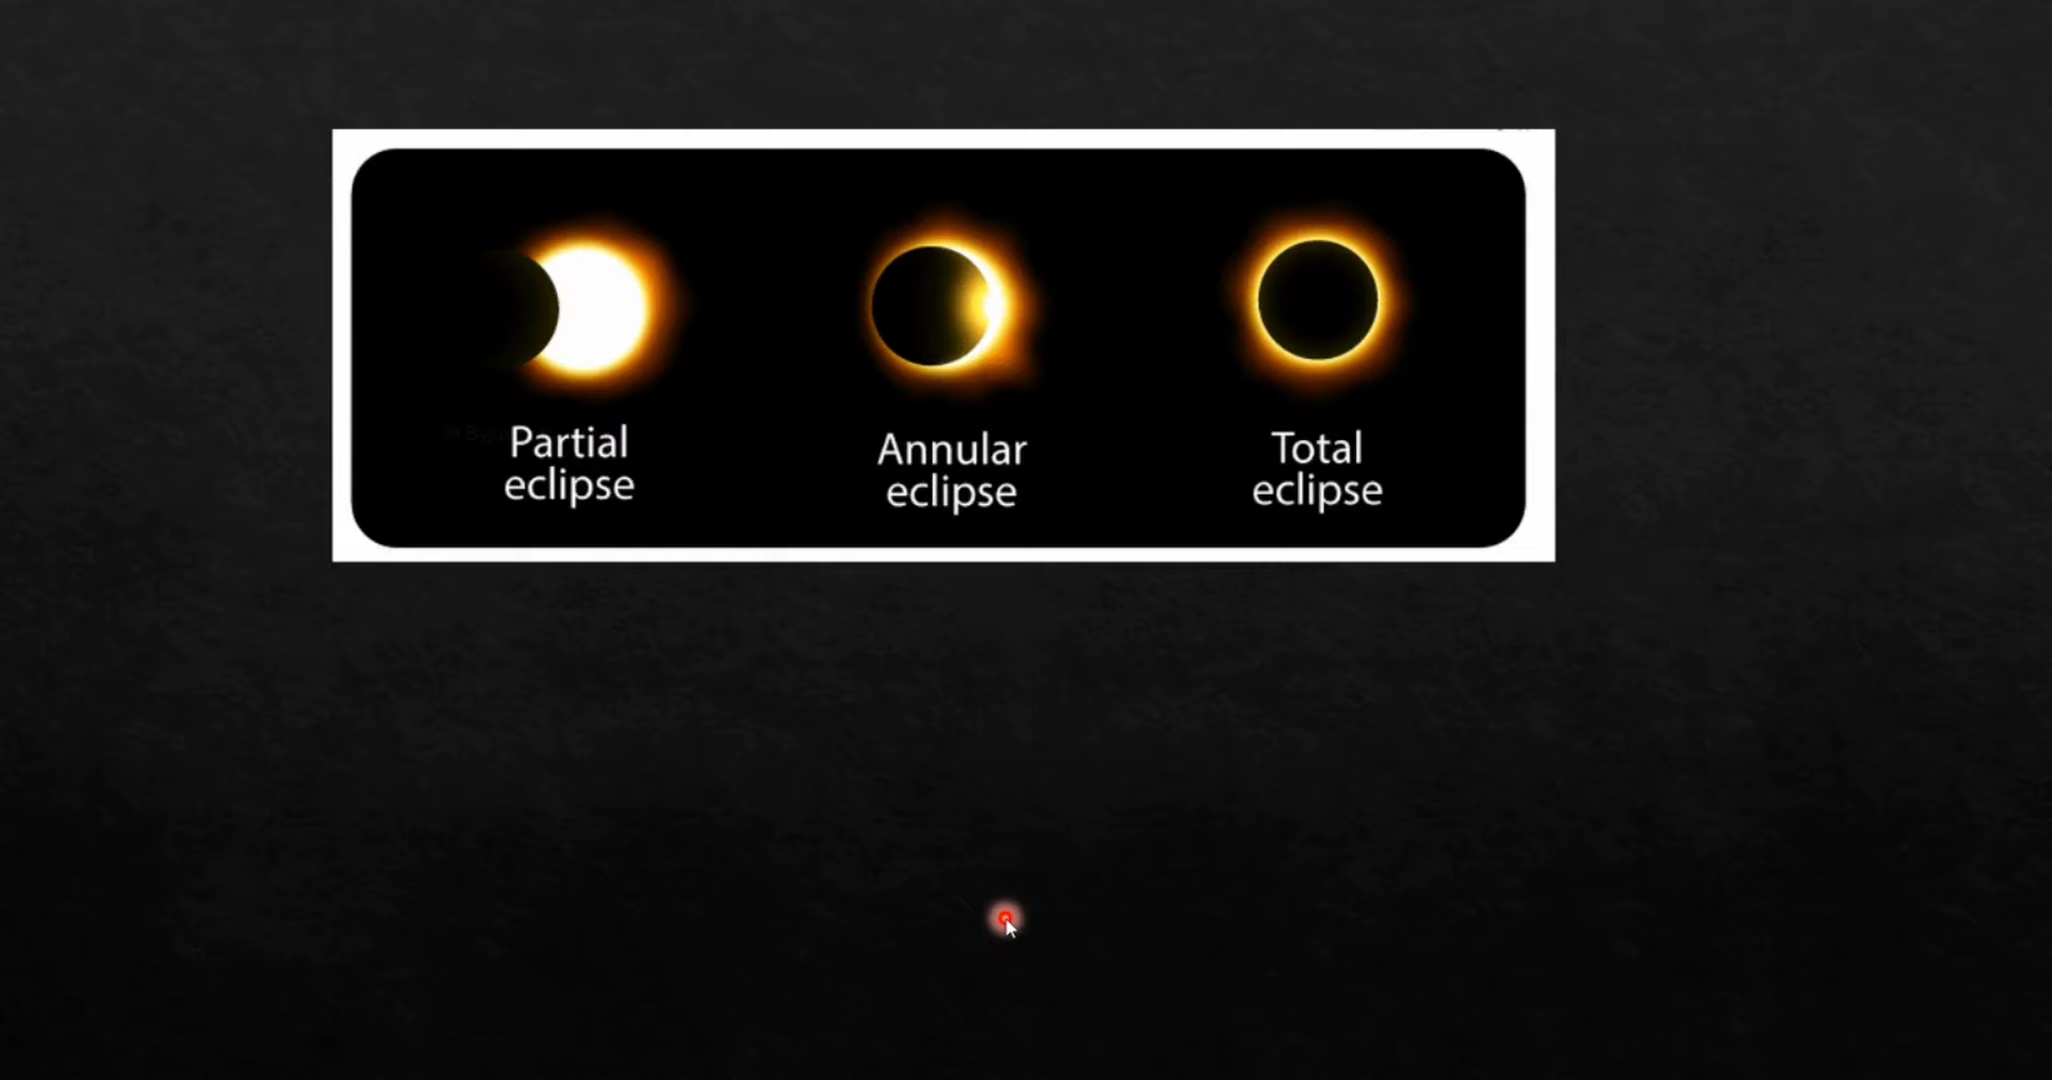 Partial
eclipse
Annular
eclipse
Total
eclipse